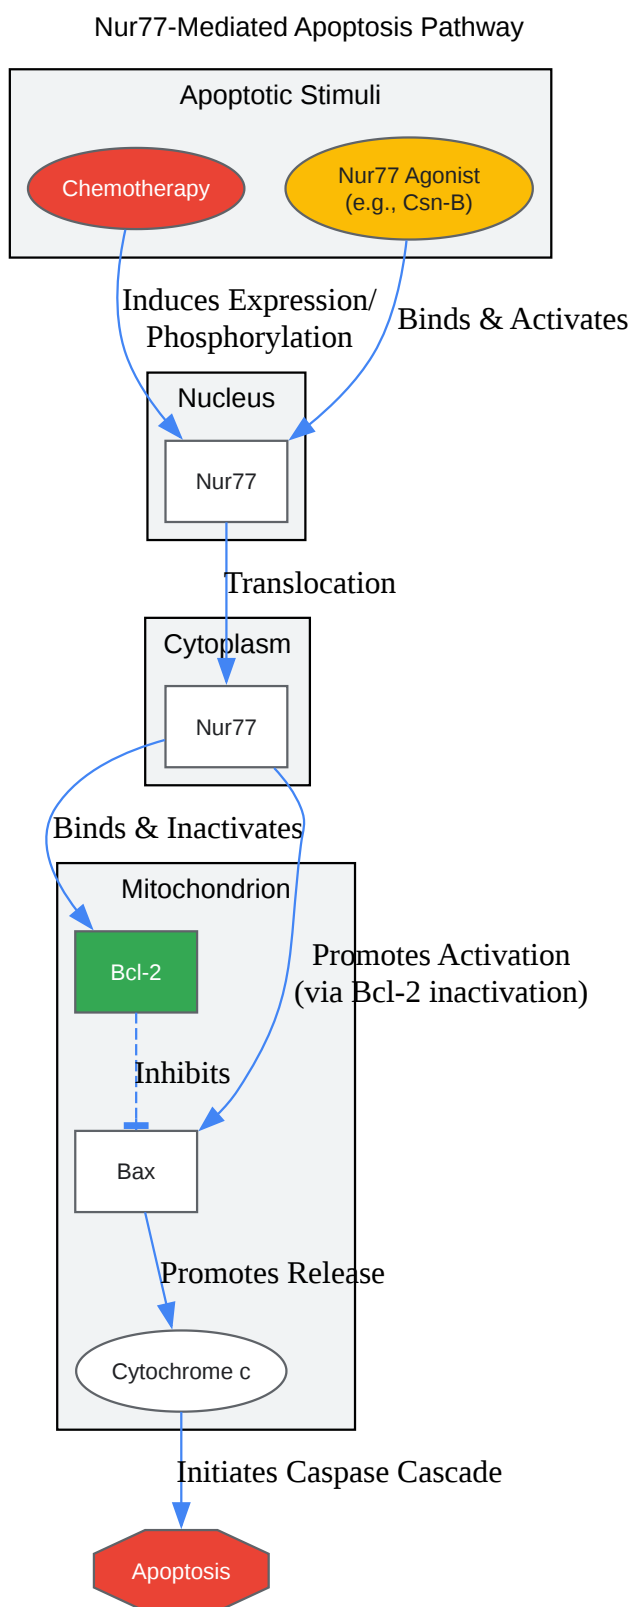 Nur77-Mediated Apoptosis Pathway
Apoptotic Stimuli
Chemotherapy
Nur77 Agonist
(e.g., Csn-B)
Induces Expression/
Phosphorylation
Binds & Activates
Nucleus
Nur77
Translocation
Cytoplasm
Nur77
Binds & Inactivates
Mitochondrion
Bcl-2
Promotes Activation
(via Bcl-2 inactivation)
Inhibits
Bax
Promotes Release
Cytochrome c
Initiates Caspase Cascade
Apoptosis